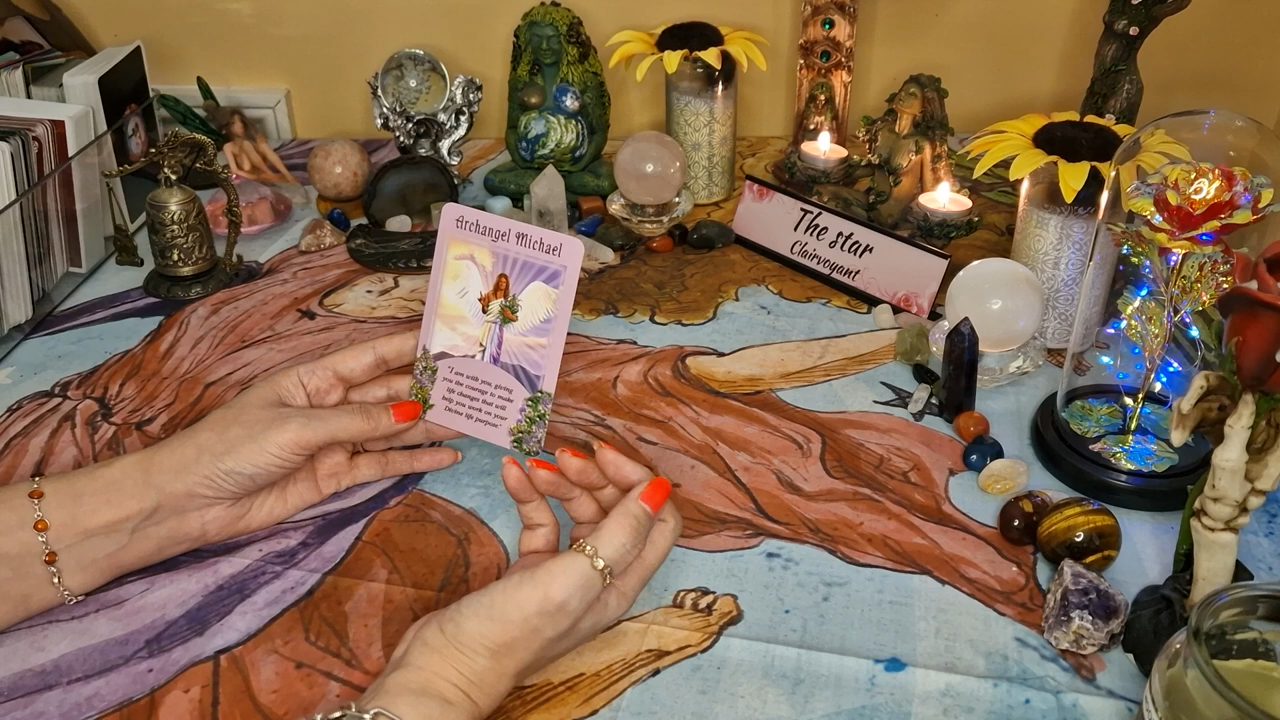 Archangel Michael
"I am with you, giving
you the courage to make
life changes that will
help you work on your
Divine life purpose."
The star
Clairvoyant